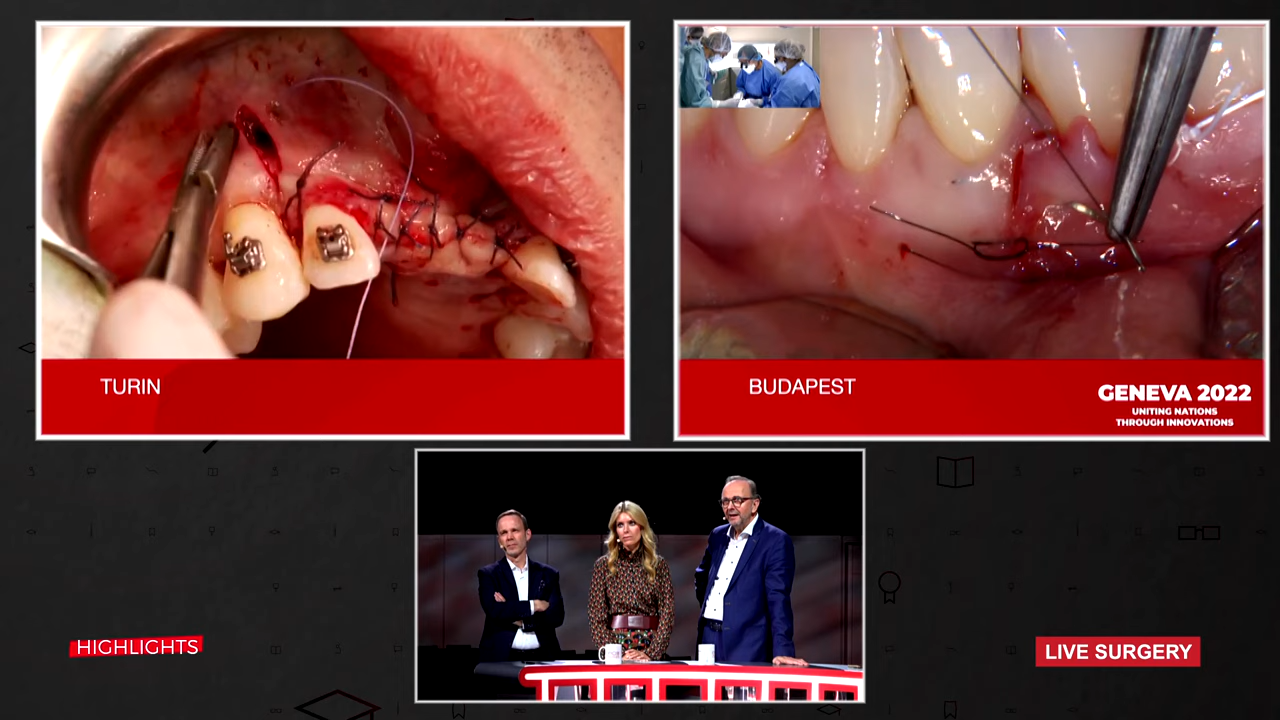 TURIN
BUDAPEST
GENEVA 2022
UNITING NATIONS
THROUGH INNOVATIONS
HIGHLIGHTS
LIVE SURGERY